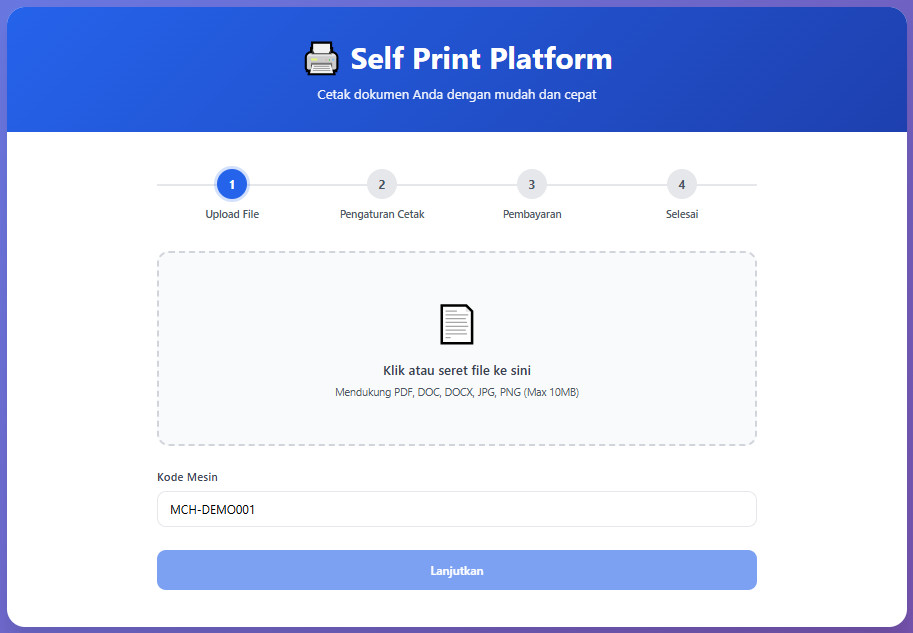 Self Print Platform
Cetak dokumen Anda dengan mudah dan cepat
1
2
3
4
Upload File
Pengaturan Cetak
Pembayaran
Selesai
Klik atau seret file ke sini
Mendukung PDF, DOC, DOCX, JPG, PNG (Max 10MB)
Kode Mesin
MCH-DEMO001
Lanjutkan